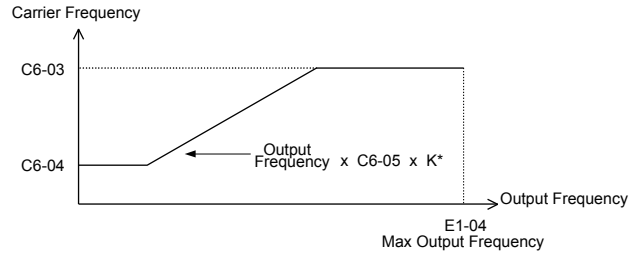 Carrier Frequency
C6-03
Output
Frequency x C6-05 x K*
C6-04
Output Frequency
E1-04
Max Output Frequency